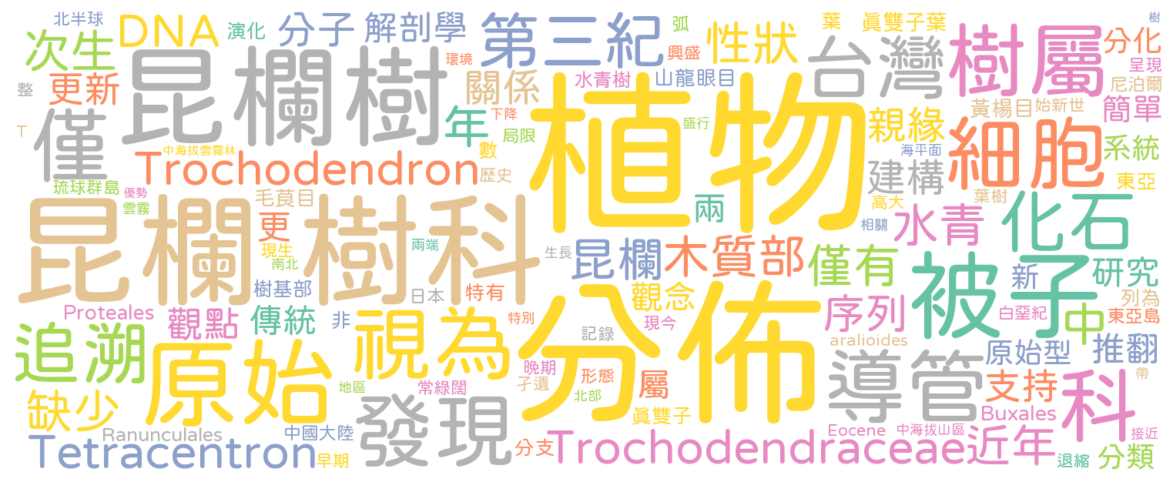 北半球
DNA
演化
分子
解剖學
第三紀
弧
性狀
葉
眞雙子葉
樹
次生
昆欄樹
環境
興盛
台灣
樹屬
分化
呈現
整
更新
關係
水青樹
山龍眼目
植物
尼泊爾
T
僅
年
下降
局限
盛行
親緣
黃楊目
始新世
簡單
中海拔雲霧林
數
海平面
細胞
系統
Trochodendron
歷史
建構
東亞
琉球群島
優勢
毛茛目
兩
高大
葉樹
雲霧
昆欄樹科
更
相關
水青
化石
現生
兩端
生長
昆欄
木質部
僅有
被子
新
研究
南北
樹基部
日本
特有
觀念
列為
Proteales
觀點
傳統
非
視為
特別
分佈
現今
序列
白堊紀
中
東亞島
追溯
原始
記錄
aralioides
原始型
推翻
晚期
形態
屬
導管
支持
科
帶
缺少
地區
常綠闊
孑遺
北部
眞雙子
Buxales
Ranunculales
中國大陸
發現
Eocene
中海拔山區
接近
Tetracentron
早期
分支
Trochodendraceae
近年
退縮
分類